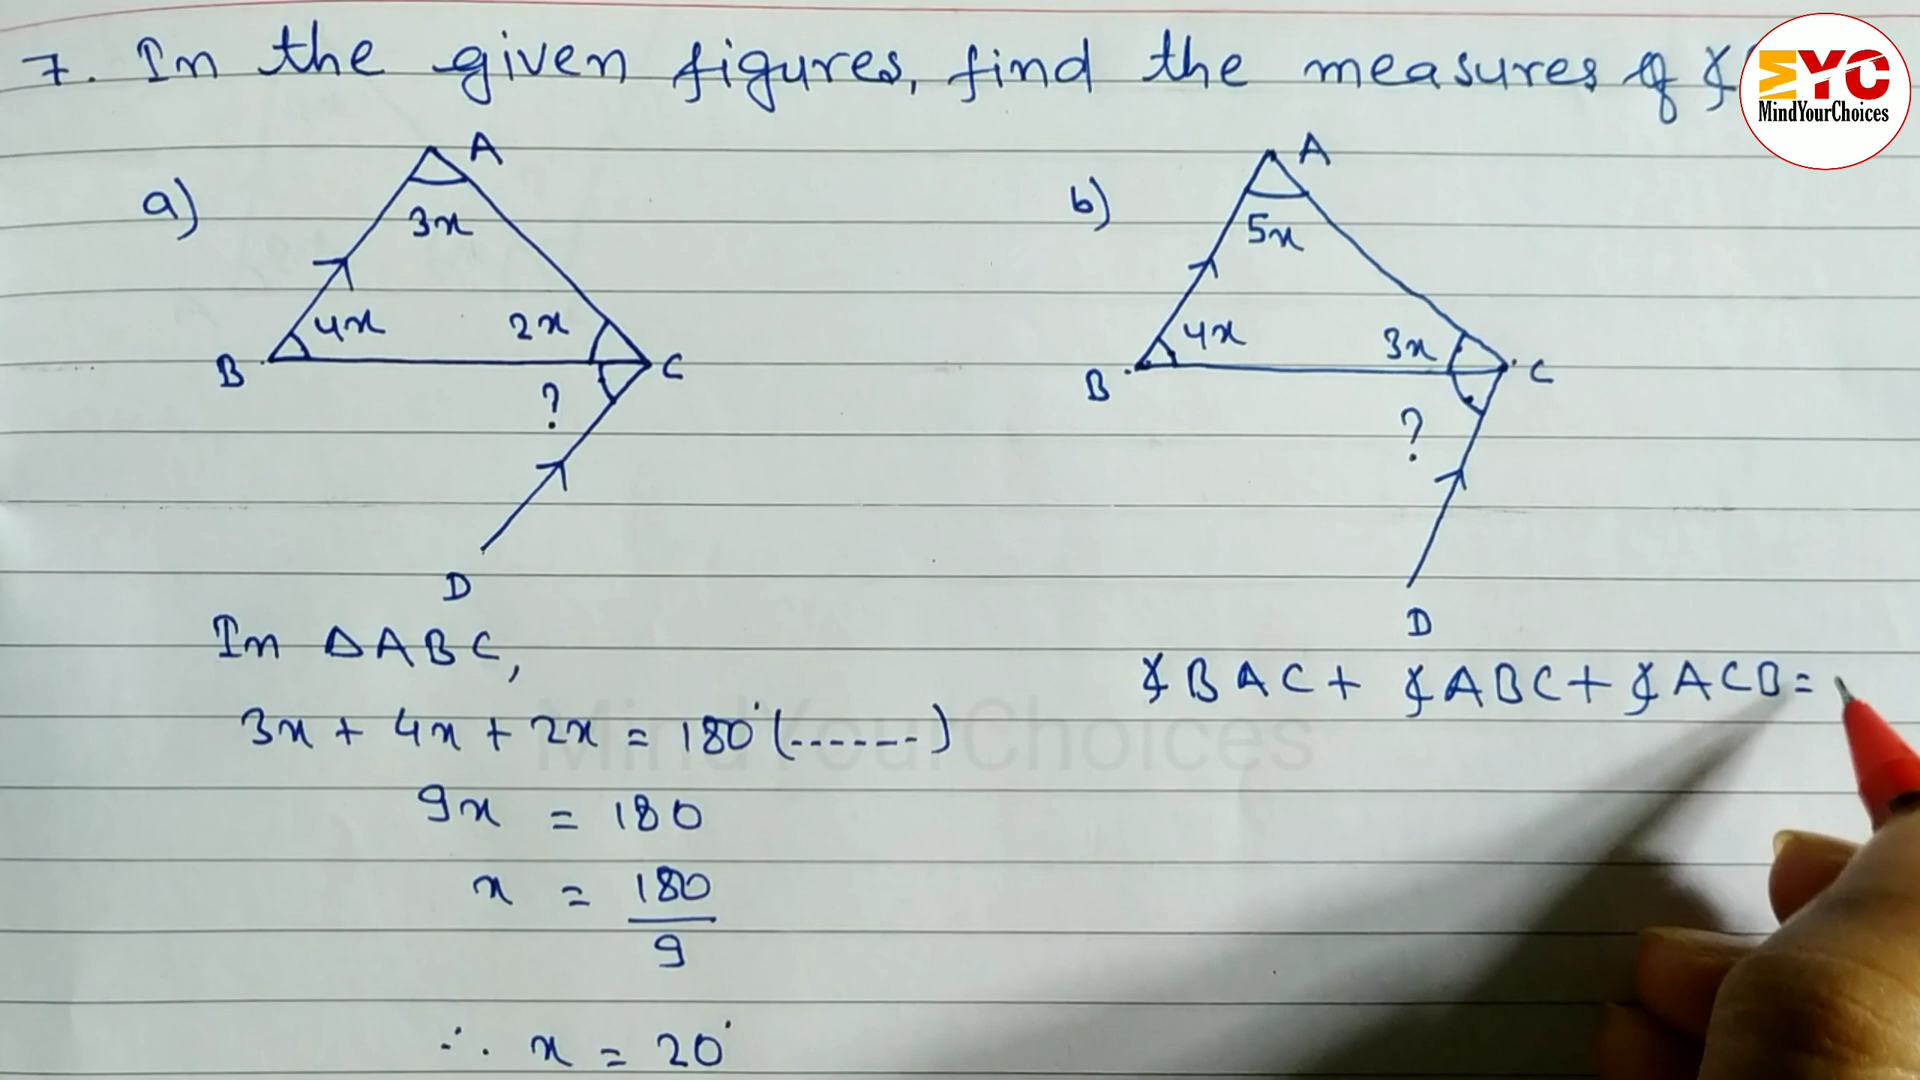 7. In the given figures, find the measures of ∡
MYC
MindYourChoices
a)
A
3x
4x
2x
B
C
?
D
b)
A
5x
4x
3x
B
C
?
D
In ΔABC,
3x + 4x + 2x = 180° (------)
9x = 180
x = 180/9
∴ x = 20°
∡BAC + ∡ABC + ∡ACB =
MindYourChoices